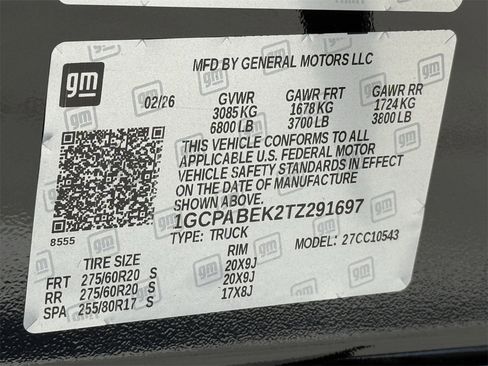 gm
MFD BY GENERAL MOTORS LLC
02/26 GVWR GAWR FRT GAWR RR
3085 KG 1678 KG 1724 KG
6800 LB 3700 LB 3800 LB
THIS VEHICLE CONFORMS TO ALL
APPLICABLE U.S. FEDERAL MOTOR
VEHICLE SAFETY STANDARDS IN EFFECT
ON THE DATE OF MANUFACTURE
SHOWN ABOVE.
1GCPABEK2TZ291697
8555 TYPE: TRUCK MODEL: 27CC10543
TIRE SIZE RIM
FRT 275/60R20 S 20X9J
RR 275/60R20 S 20X9J
SPA 255/80R17 S 17X8J